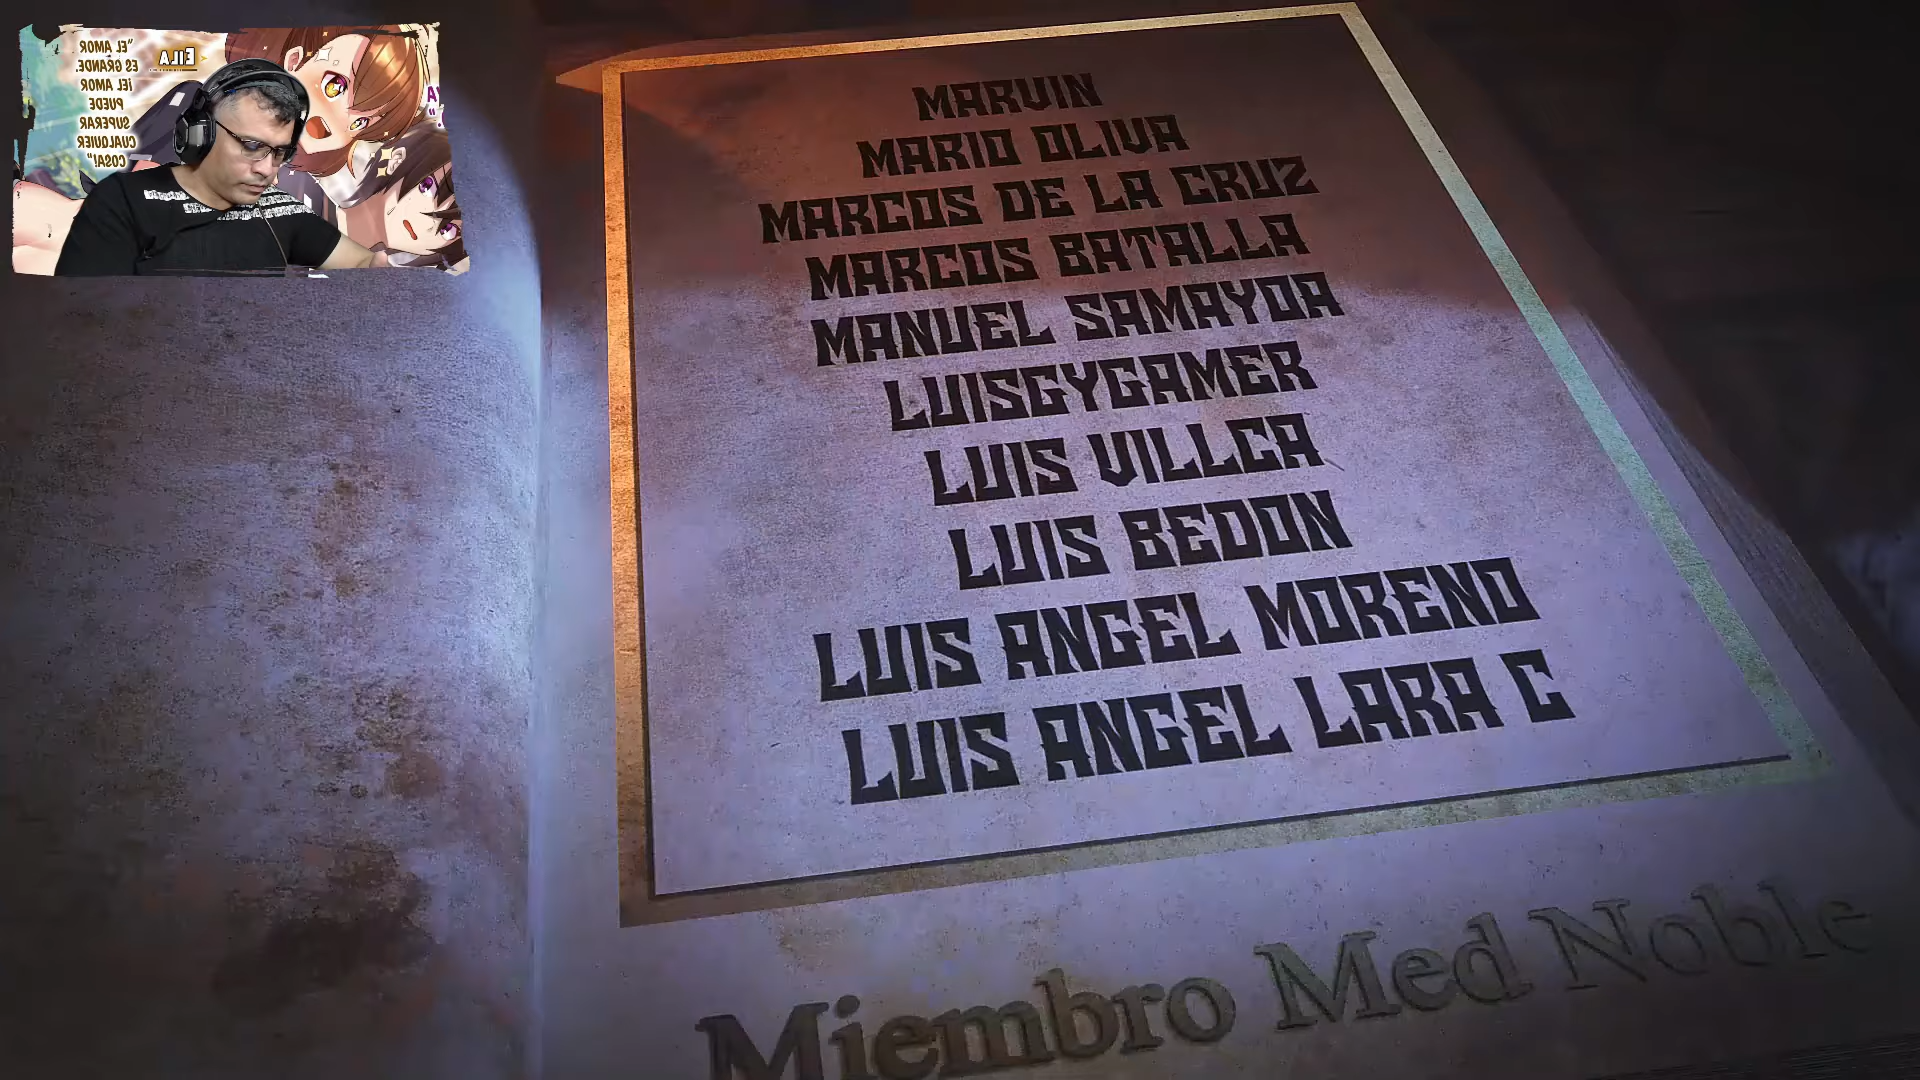 "EL AMOR
ES GRANDE.
¡EL AMOR
PUEDE
SUPERAR
CUALQUIER
COSA!"
EILA
MARVIN
MARIO OLIVA
MARCOS DE LA CRUZ
MARCOS BATALLA
MANUEL SAMAYOA
LUISGYGAMER
LUIS VILLCA
LUIS BEDON
LUIS ANGEL MORENO
LUIS ANGEL LARA C
Miembro Med Noble